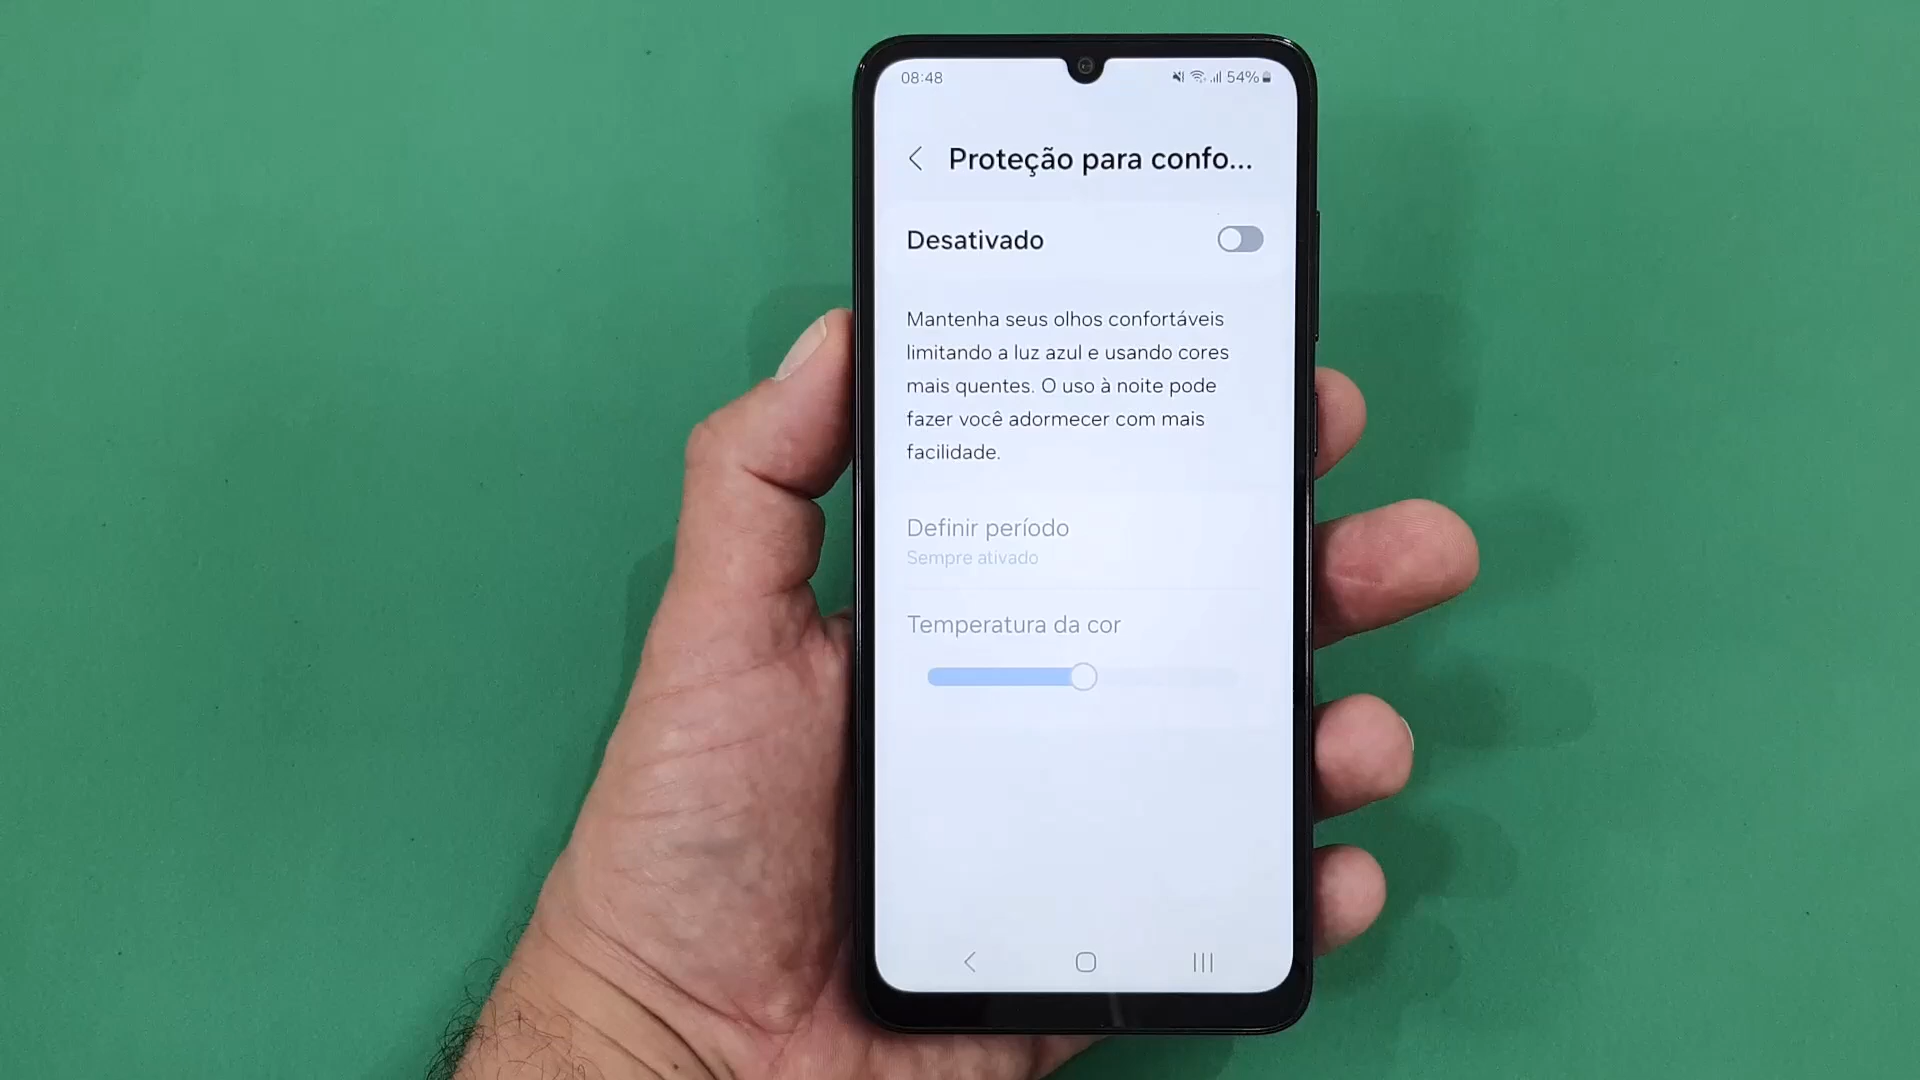 08:48
54%
Proteção para confo...
Desativado
Mantenha seus olhos confortáveis
limitando a luz azul e usando cores
mais quentes. O uso à noite pode
fazer você adormecer com mais
facilidade.
Definir período
Sempre ativado
Temperatura da cor